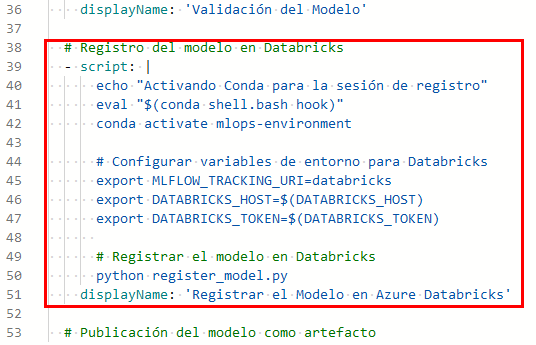 36 displayName: 'Validación del Modelo'
37
38 # Registro del modelo en Databricks
39 - script: |
40 echo "Activando Conda para la sesión de registro"
41 eval "$(conda shell.bash hook)"
42 conda activate mlops-environment
43
44 # Configurar variables de entorno para Databricks
45 export MLFLOW_TRACKING_URI=databricks
46 export DATABRICKS_HOST=$(DATABRICKS_HOST)
47 export DATABRICKS_TOKEN=$(DATABRICKS_TOKEN)
48
49 # Registrar el modelo en Databricks
50 python register_model.py
51 displayName: 'Registrar el Modelo en Azure Databricks'
52
53 # Publicación del modelo como artefacto